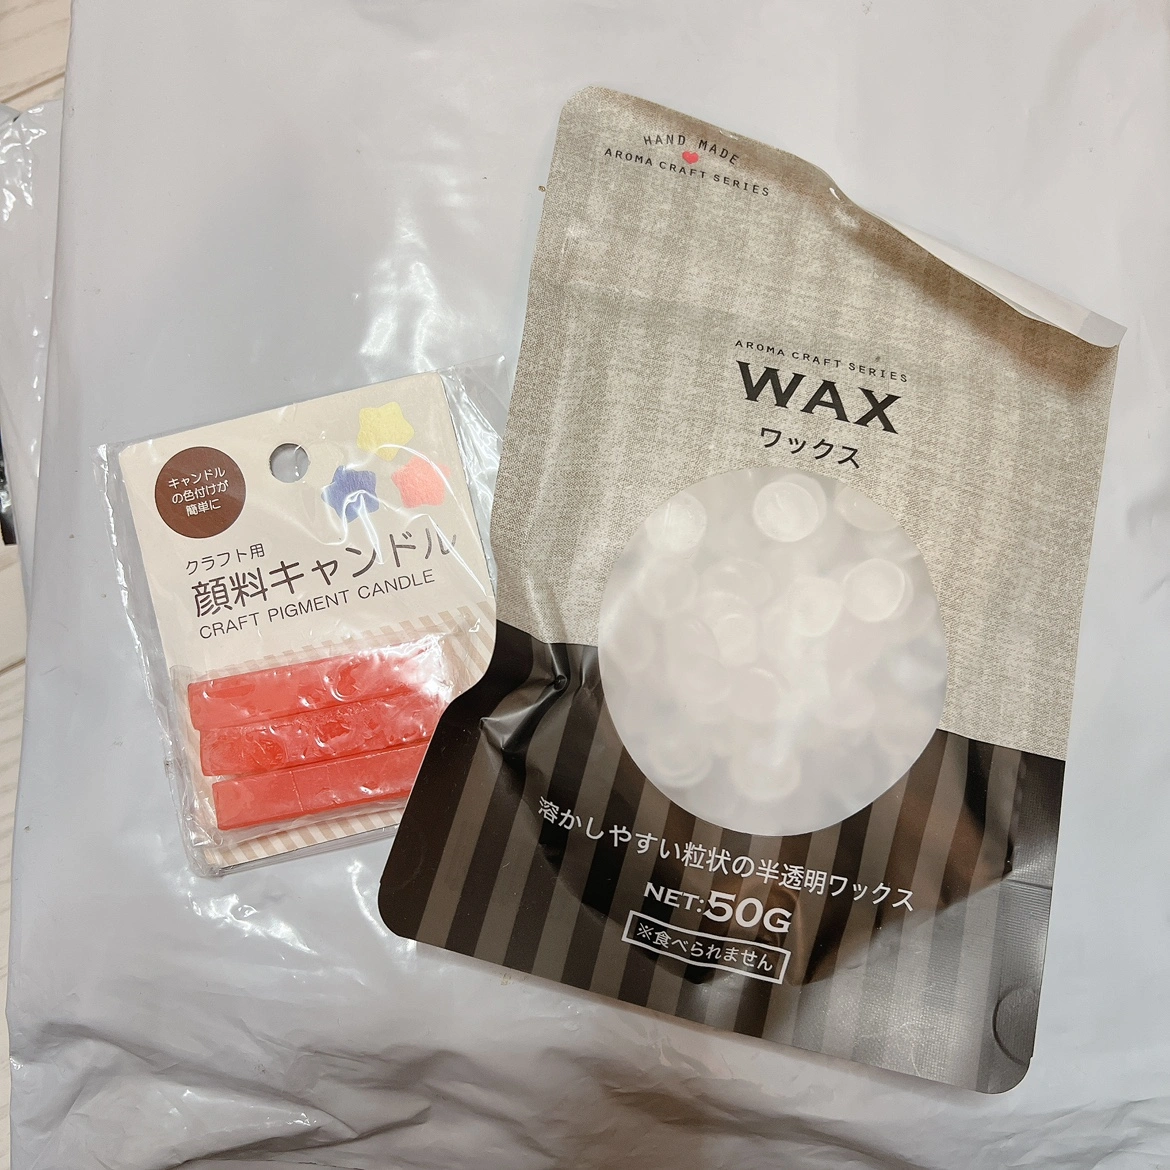 キャンドル
の色付けが
簡単に
クラフト用
顔料キャンドル
CRAFT PIGMENT CANDLE
HAND MADE
AROMA CRAFT SERIES
AROMA CRAFT SERIES
WAX
ワックス
溶かしやすい粒状の半透明ワックス
NET:50G
※食べられません